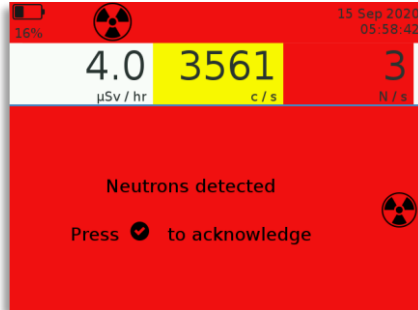 16%
15 Sep 2020
05:58:42
4.0
µSv / hr
3561
c / s
3
N / s
Neutrons detected
Press to acknowledge